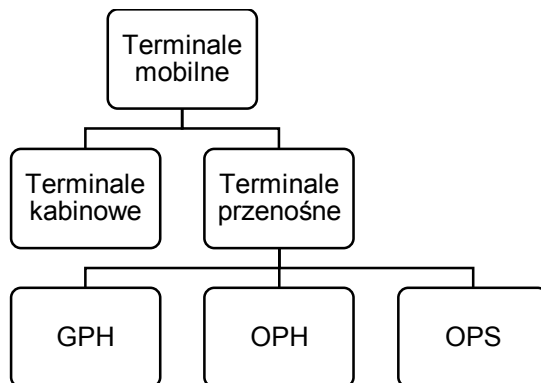 Terminale
mobilne
Terminale
kabinowe
Terminale
przenośne
GPH
OPH
OPS